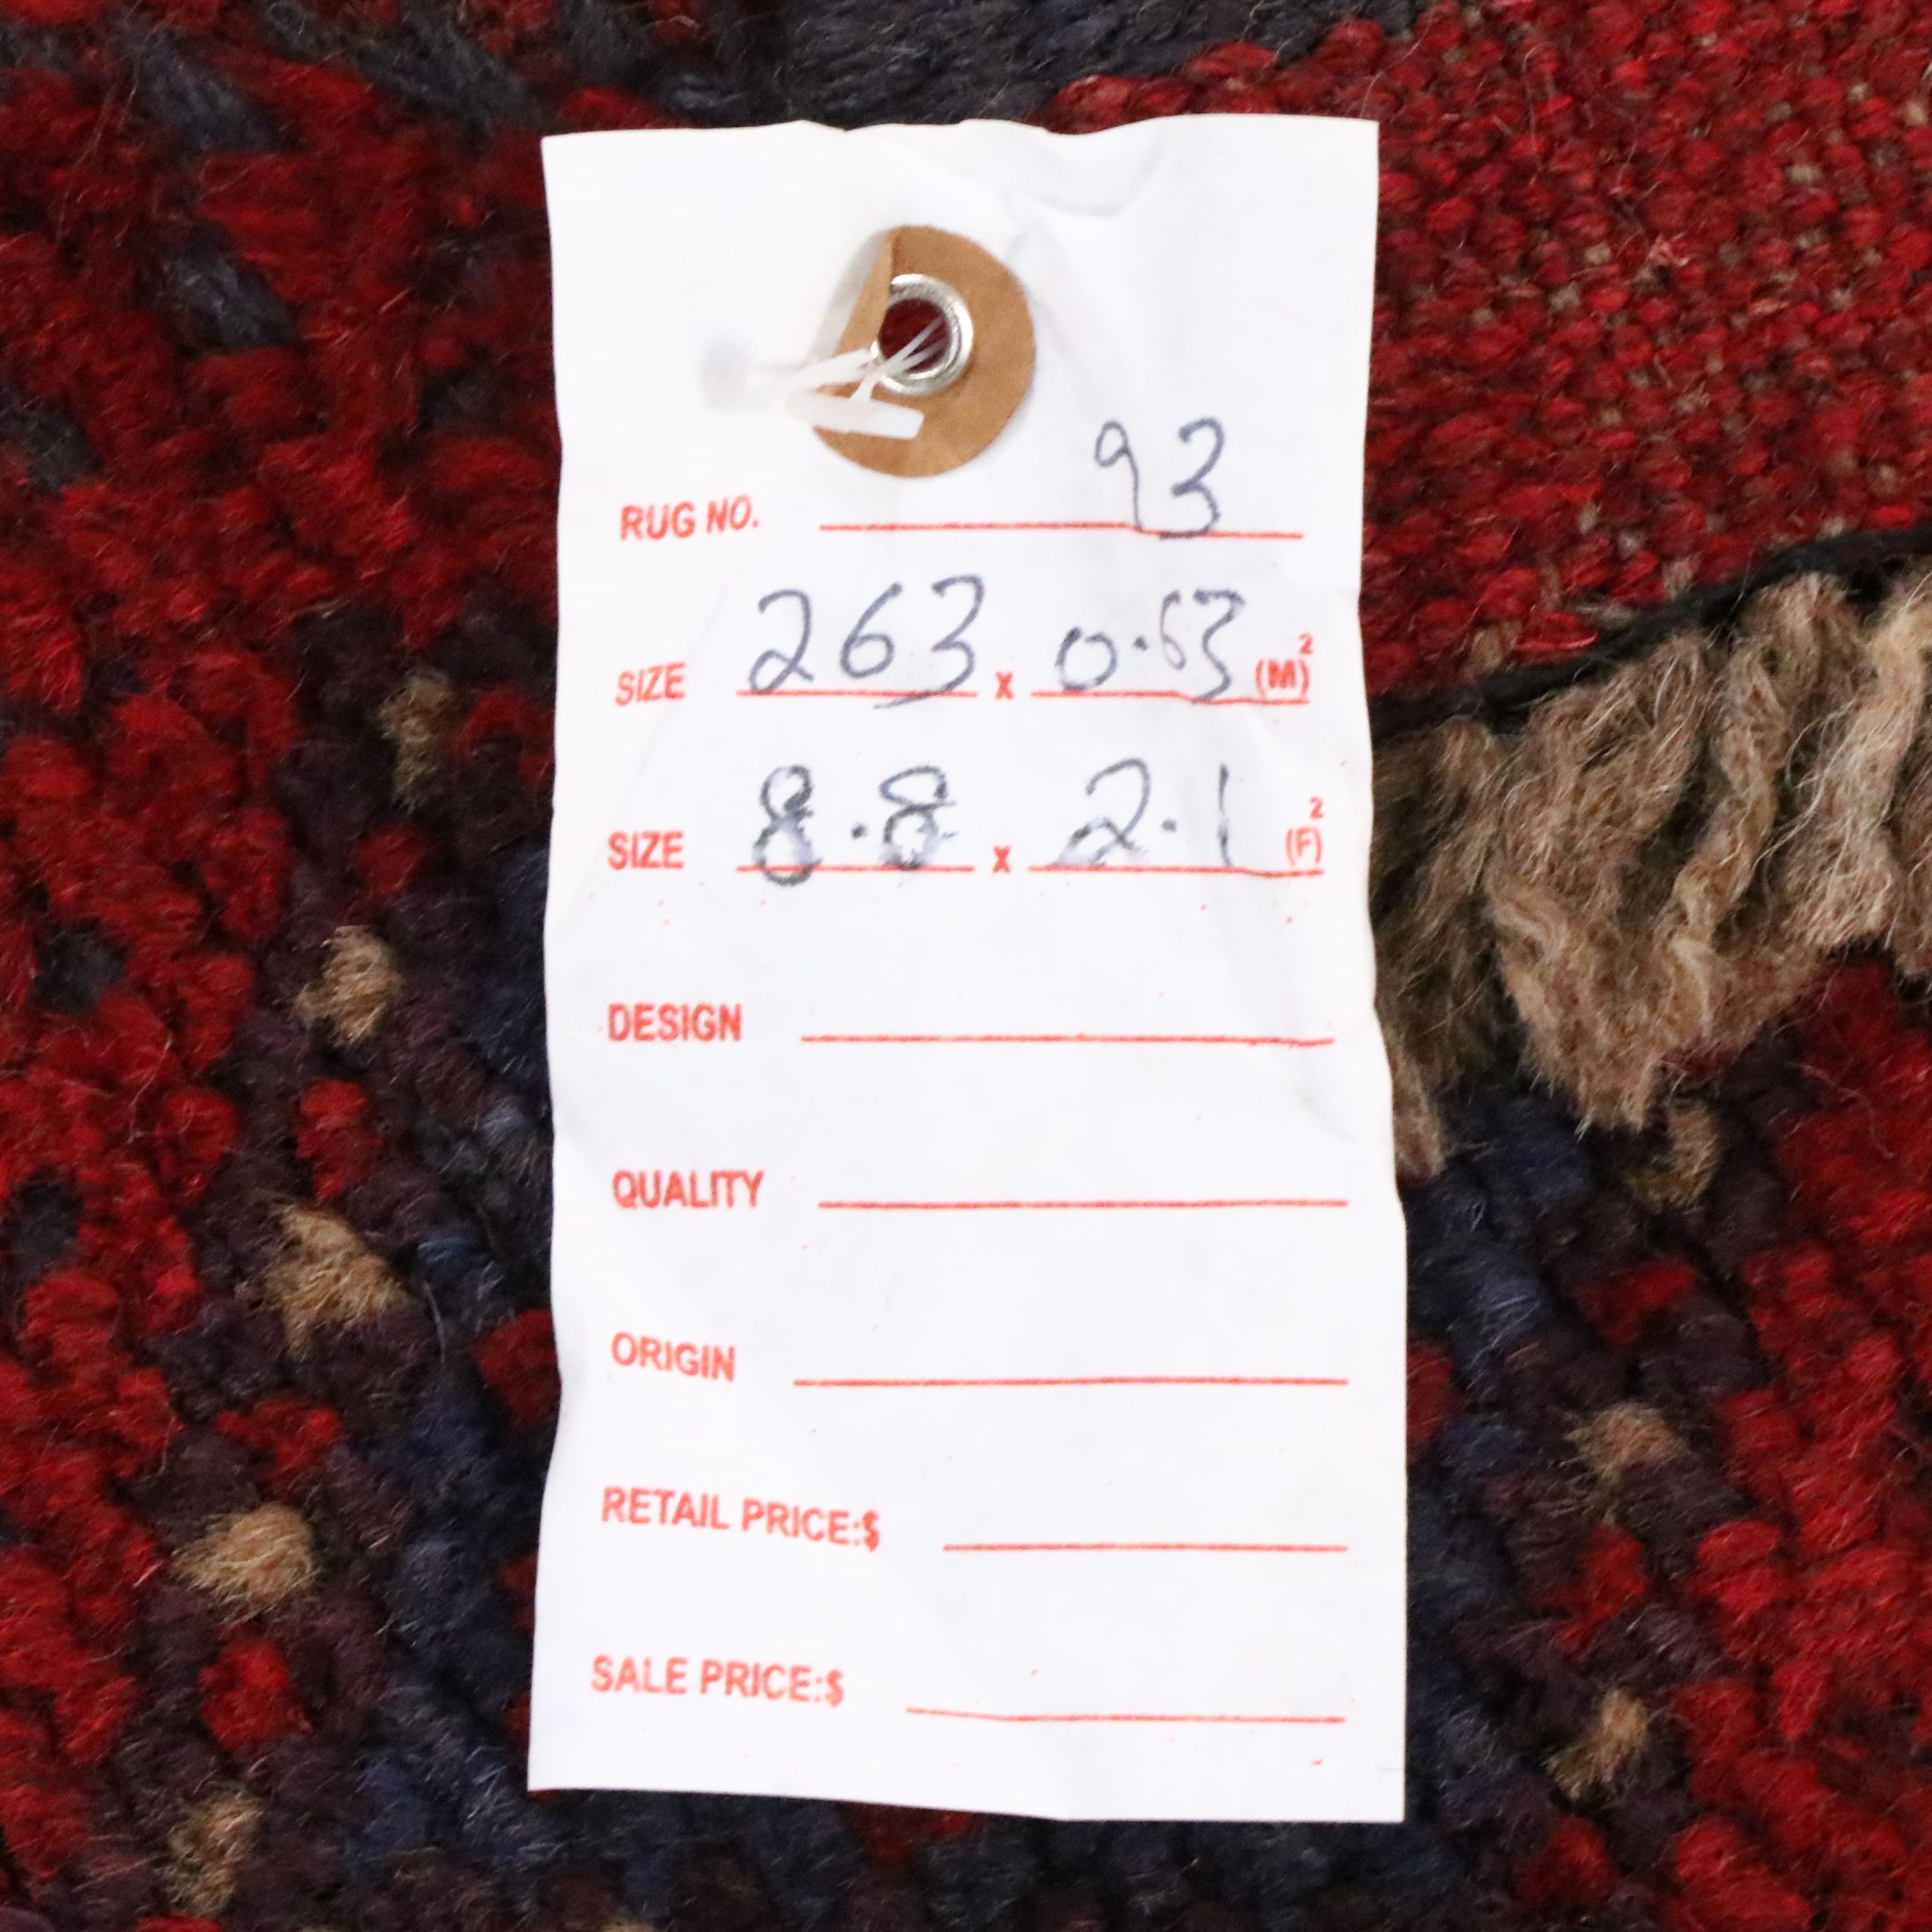 RUG NO. 93
SIZE 263 x 0.63 (M)²
SIZE 8.8 x 2.1 (F)²
DESIGN
QUALITY
ORIGIN
RETAIL PRICE:$
SALE PRICE:$